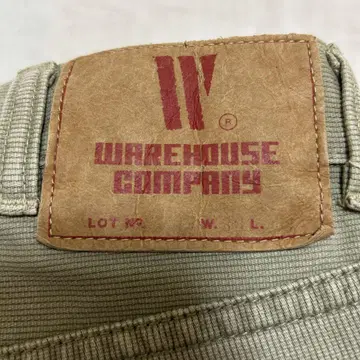 W
®
WAREHOUSE
COMPANY
LOT No. W. L.